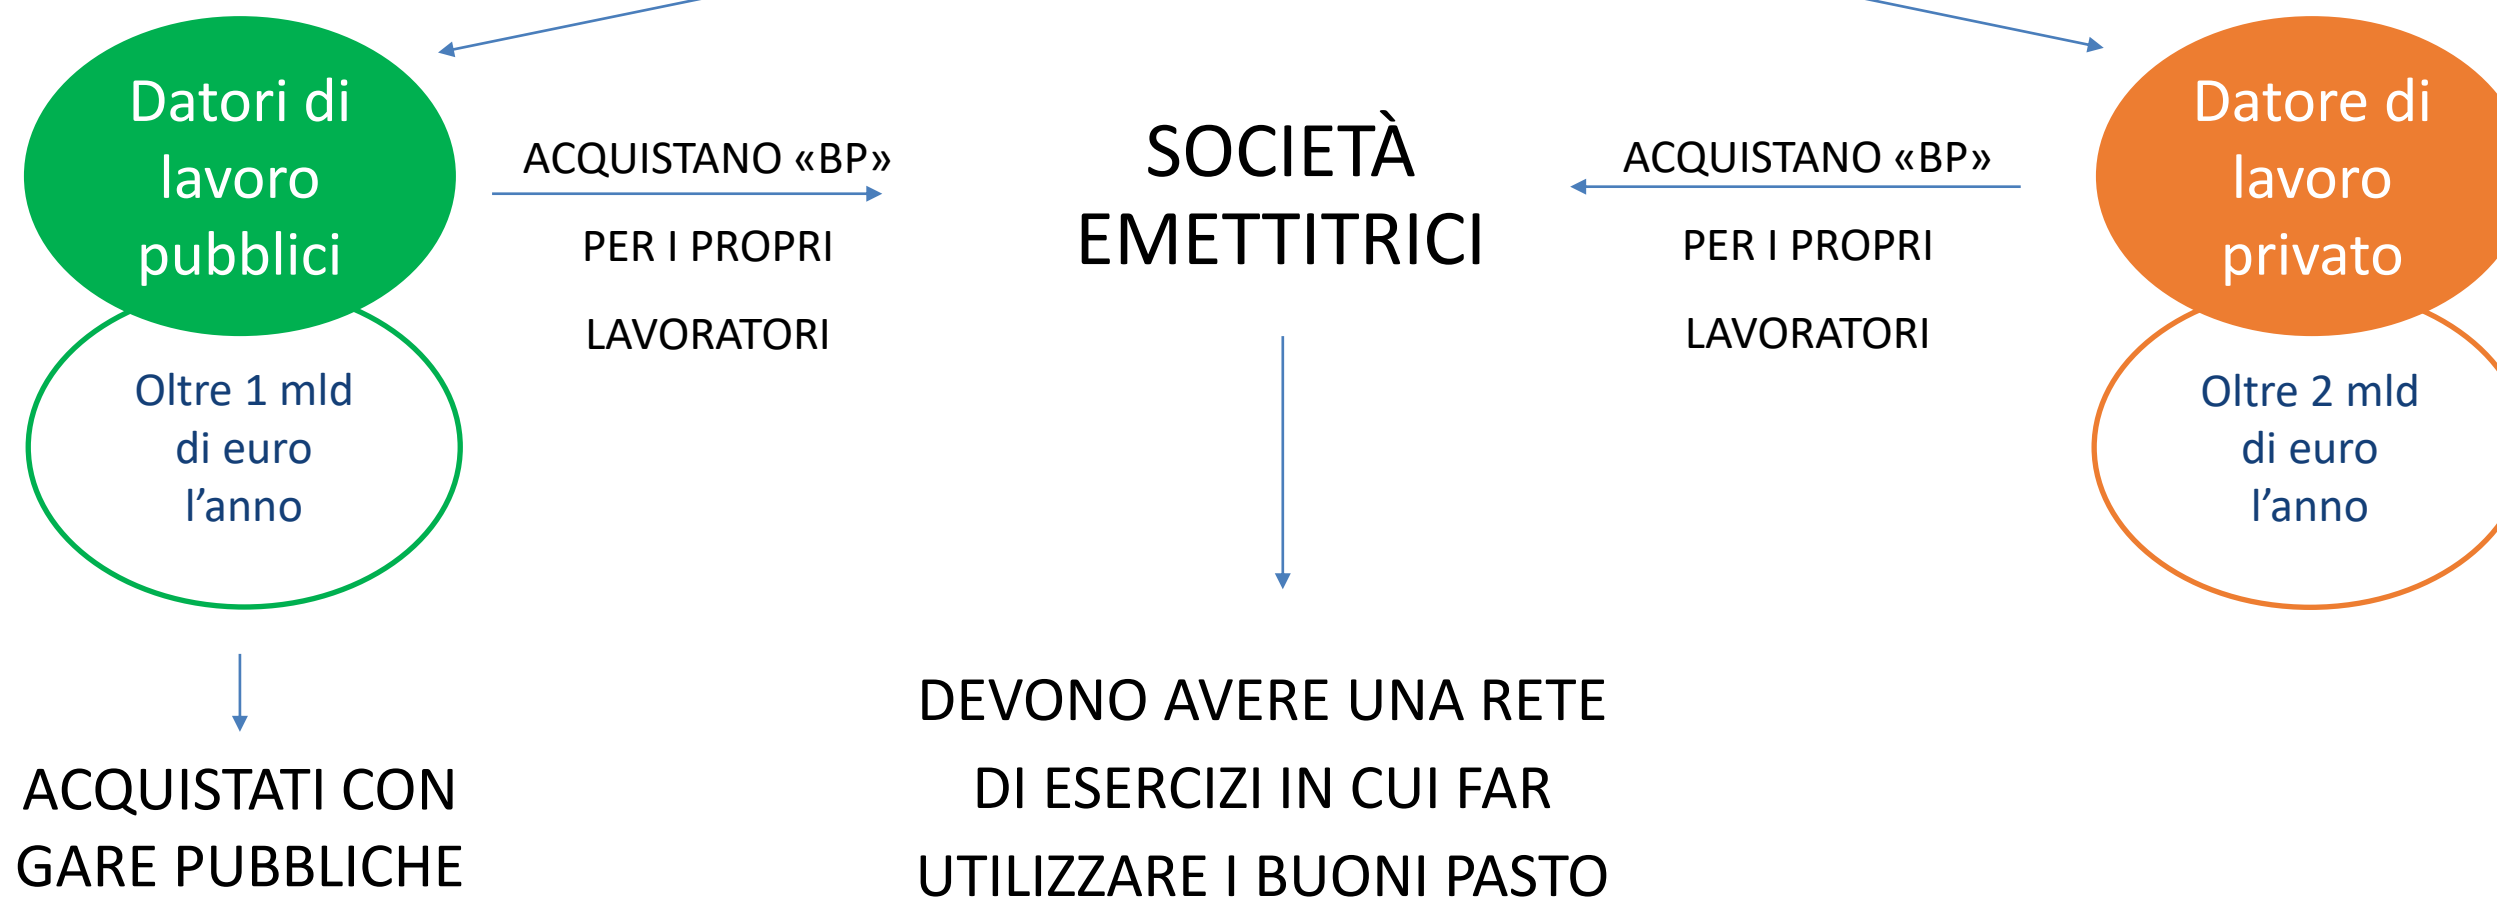 Datori di
lavoro
pubblici
Oltre 1 mld
di euro
l’anno
ACQUISTATI CON
GARE PUBBLICHE
ACQUISTANO «BP»
PER I PROPRI
LAVORATORI
SOCIETÀ
EMETTITRICI
DEVONO AVERE UNA RETE
DI ESERCIZI IN CUI FAR
UTILIZZARE I BUONI PASTO
ACQUISTANO «BP»
PER I PROPRI
LAVORATORI
Datore di
lavoro
privato
Oltre 2 mld
di euro
l’anno